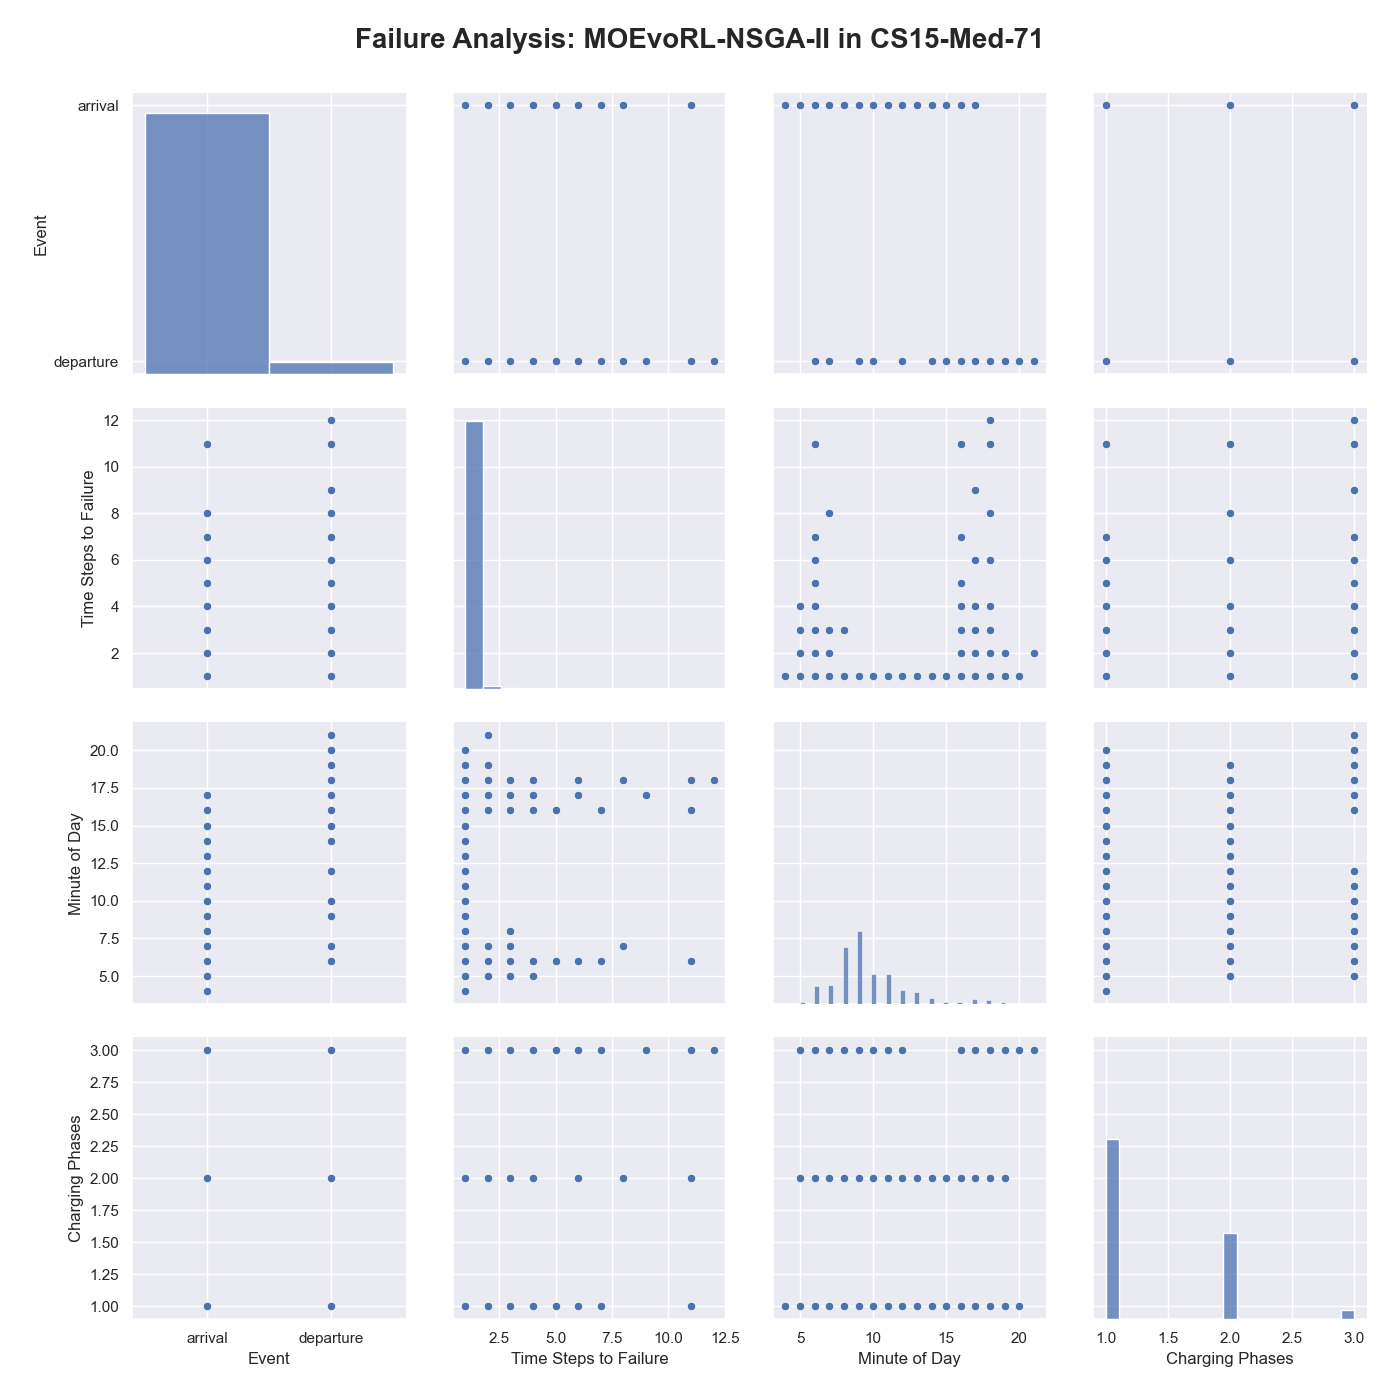 Failure Analysis: MOEvoRL-NSGA-II in CS15-Med-71
arrival
Event
departure
12
10
8
6
4
2
Time Steps to Failure
20.0
17.5
15.0
12.5
10.0
7.5
5.0
Minute of Day
3.00
2.75
2.50
2.25
2.00
1.75
1.50
1.25
1.00
Charging Phases
arrival departure
2.5 5.0 7.5 10.0 12.5
5 10 15 20
1.0 1.5 2.0 2.5 3.0
Event
Time Steps to Failure
Minute of Day
Charging Phases